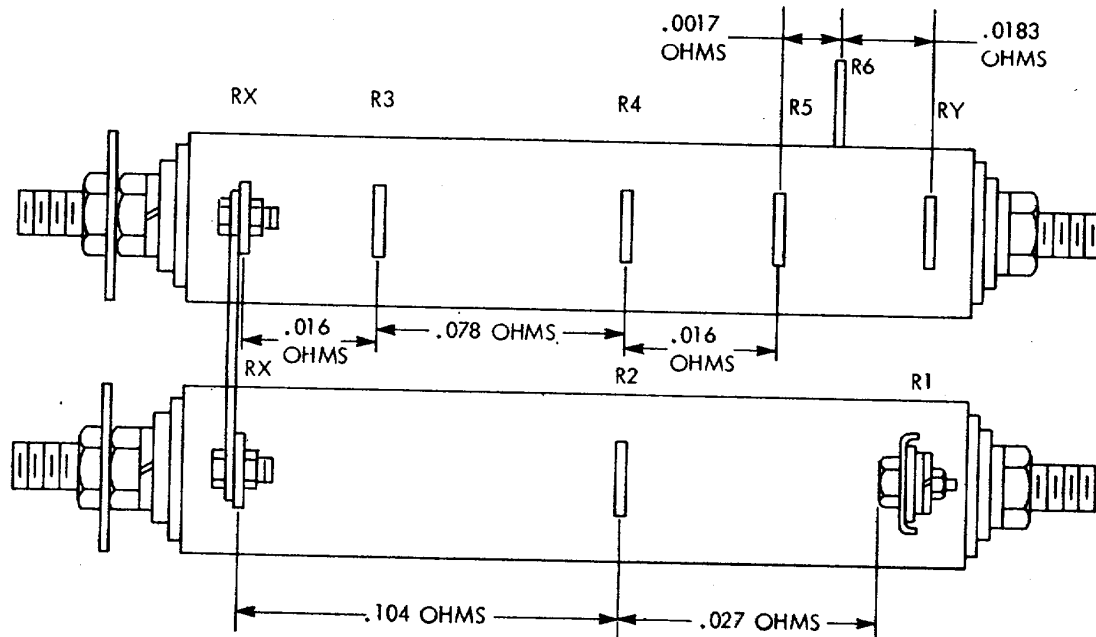 .0017
OHMS
.0183
OHMS
R6
RX
R3
R4
R5
RY
.016
OHMS
.078 OHMS
.016
OHMS
RX
R2
R1
.104 OHMS
.027 OHMS